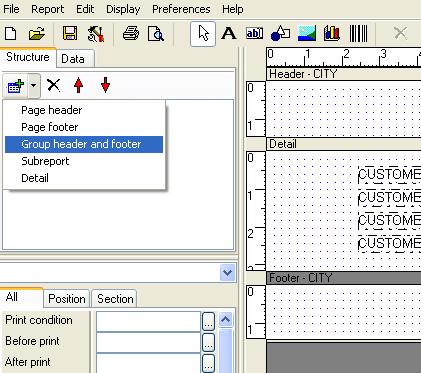 File Report Edit Display Preferences Help
A ab|
Structure Data
0 1 2 3 4
Header - CITY
0
Page header
1
Page footer
Group header and footer
Detail
Subreport
0
Detail
CUSTOME
1
CUSTOME
CUSTOME
CUSTOME
2
Footer - CITY
All Position Section
0
Print condition ...
Before print ...
1
After print ...